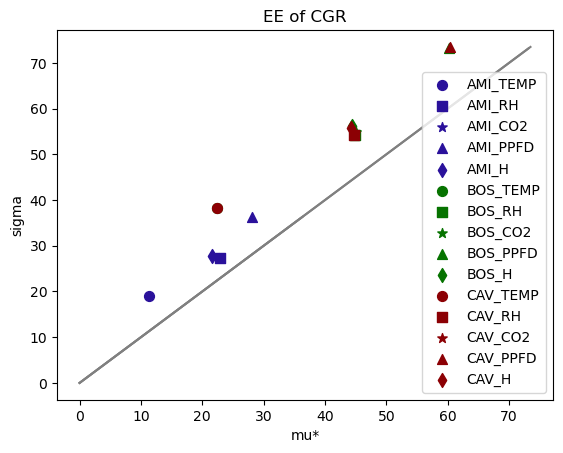 EE of CGR
sigma
70
60
50
40
30
20
10
0
0 10 20 30 40 50 60 70
mu*
AMI_TEMP
AMI_RH
AMI_CO2
AMI_PPFD
AMI_H
BOS_TEMP
BOS_RH
BOS_CO2
BOS_PPFD
BOS_H
CAV_TEMP
CAV_RH
CAV_CO2
CAV_PPFD
CAV_H